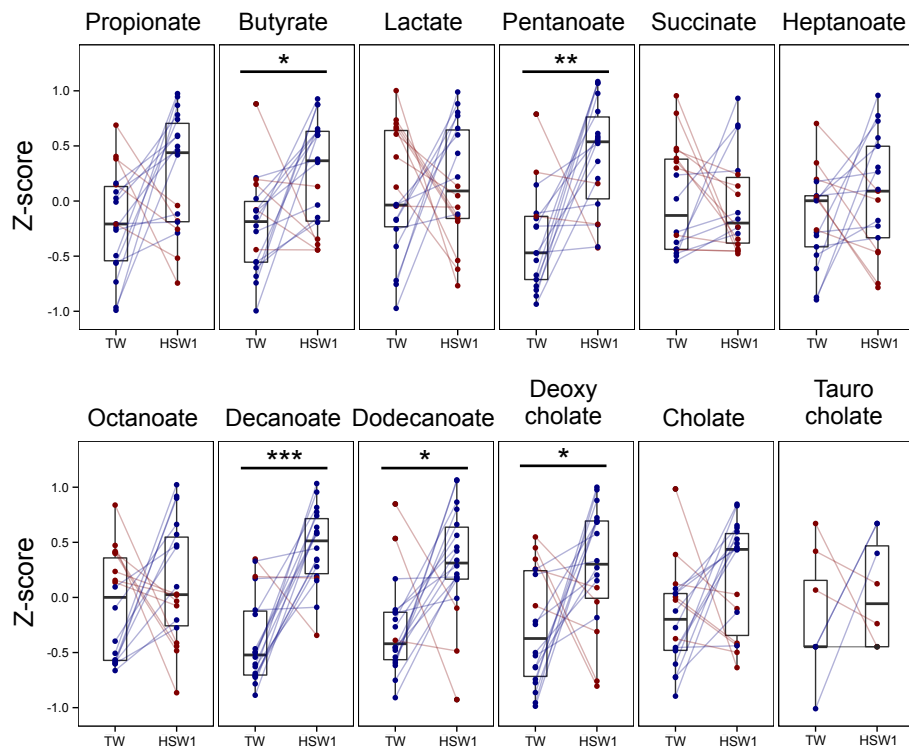 Propionate Butyrate Lactate Pentanoate Succinate Heptanoate
* **
Z-score
1.0
0.5
0.0
-0.5
-1.0
TW HSW1 TW HSW1 TW HSW1 TW HSW1 TW HSW1 TW HSW1
Octanoate Decanoate Dodecanoate Deoxy cholate Cholate Tauro cholate
*** * *
Z-score
1.0
0.5
0.0
-0.5
-1.0
TW HSW1 TW HSW1 TW HSW1 TW HSW1 TW HSW1 TW HSW1